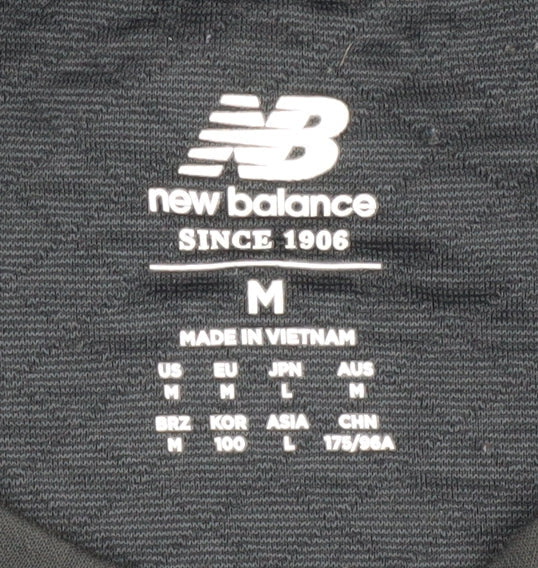 NB
new balance
SINCE 1906
M
MADE IN VIETNAM
US EU JPN AUS
M M L M
BRZ KOR ASIA CHN
M 100 L 175/96A